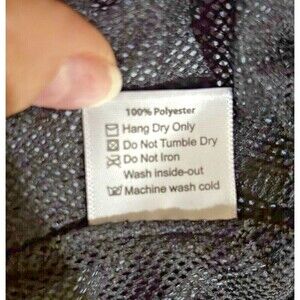 100% Polyester
Hang Dry Only
Do Not Tumble Dry
Do Not Iron
Wash inside-out
Machine wash cold